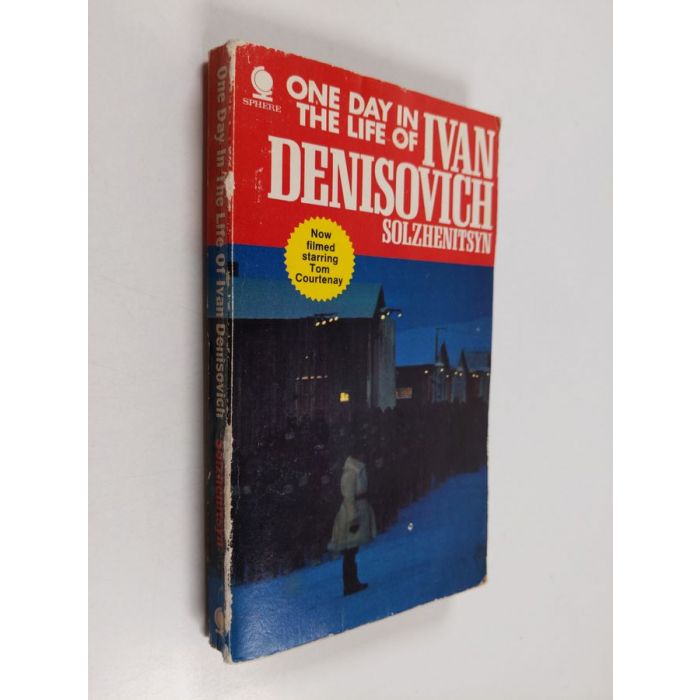 SPHERE
ONE DAY IN
THE LIFE OF IVAN
DENISOVICH
SOLZHENITSYN
Now
filmed
starring
Tom
Courtenay
One Day In The Life Of Ivan Denisovich Solzhenitsyn